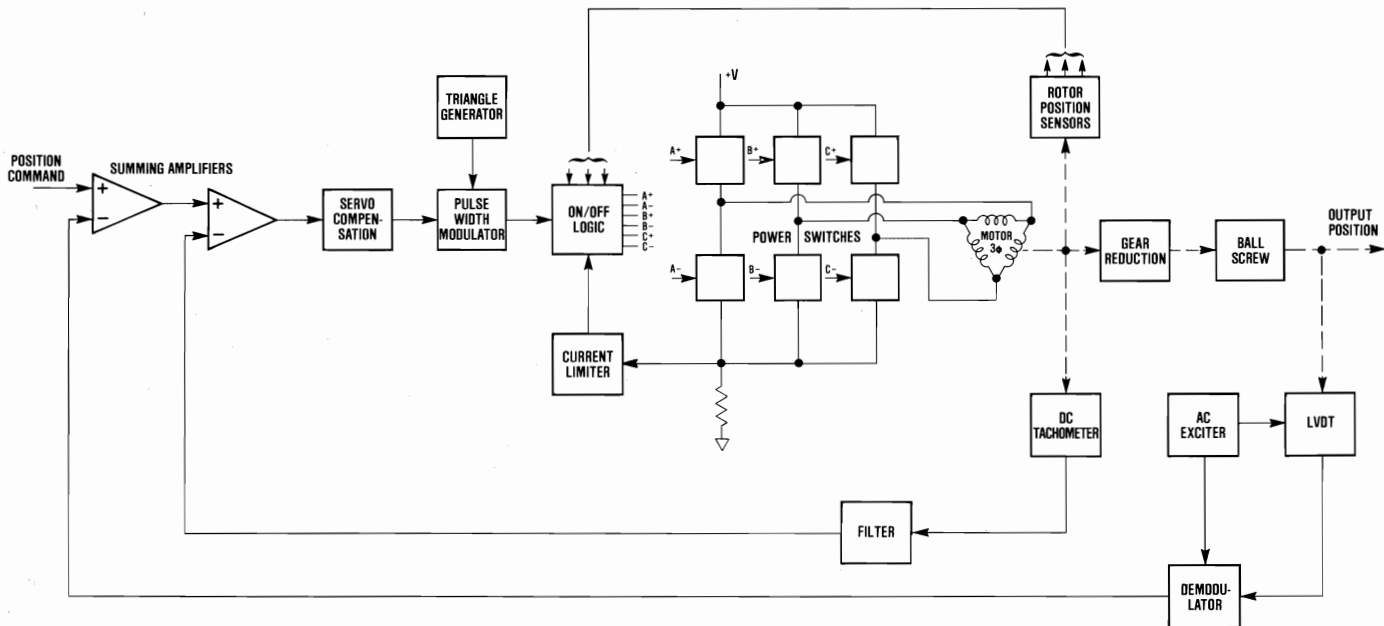 +V
TRIANGLE
GENERATOR
ROTOR
POSITION
SENSORS
POSITION
COMMAND
SUMMING AMPLIFIERS
+
−
+
−
SERVO
COMPEN-
SATION
PULSE
WIDTH
MODULATOR
ON/OFF
LOGIC
A+
A−
B+
B−
C+
C−
A+
B+
C+
POWER SWITCHES
A−
B−
C−
MOTOR
3ϕ
GEAR
REDUCTION
BALL
SCREW
OUTPUT
POSITION
CURRENT
LIMITER
DC
TACHOMETER
AC
EXCITER
LVDT
FILTER
DEMODU-
LATOR